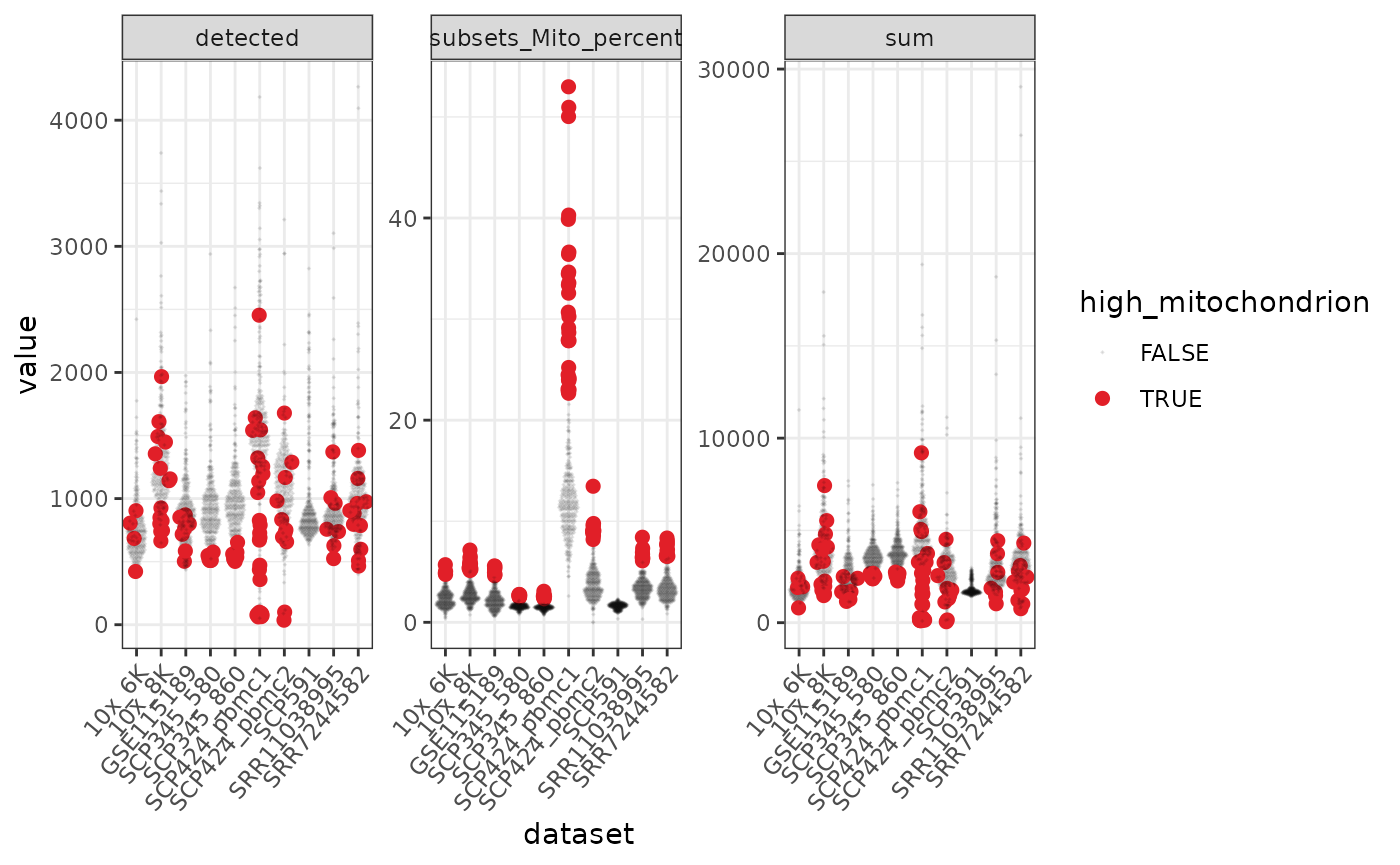 detected
subsets_Mito_percent
sum
value
4000
3000
2000
1000
0
40
20
0
30000
20000
10000
0
10x_6K
10x_8K
GSE115189
SCP345_580
SCP345_860
SCP424_pbmc1
SCP424_pbmc2
SCP591
SRR11038995
SRR7244582
10x_6K
10x_8K
GSE115189
SCP345_580
SCP345_860
SCP424_pbmc1
SCP424_pbmc2
SCP591
SRR11038995
SRR7244582
10x_6K
10x_8K
GSE115189
SCP345_580
SCP345_860
SCP424_pbmc1
SCP424_pbmc2
SCP591
SRR11038995
SRR7244582
dataset
high_mitochondrion
FALSE
TRUE